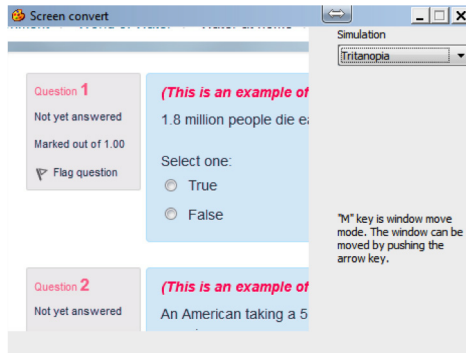 Screen convert
Simulation
Tritanopia
Question 1
Not yet answered
Marked out of 1.00
Flag question
(This is an example of
1.8 million people die ea
Select one:
True
False
"M" key is window move
mode. The window can be
moved by pushing the
arrow key.
Question 2
Not yet answered
(This is an example of
An American taking a 5